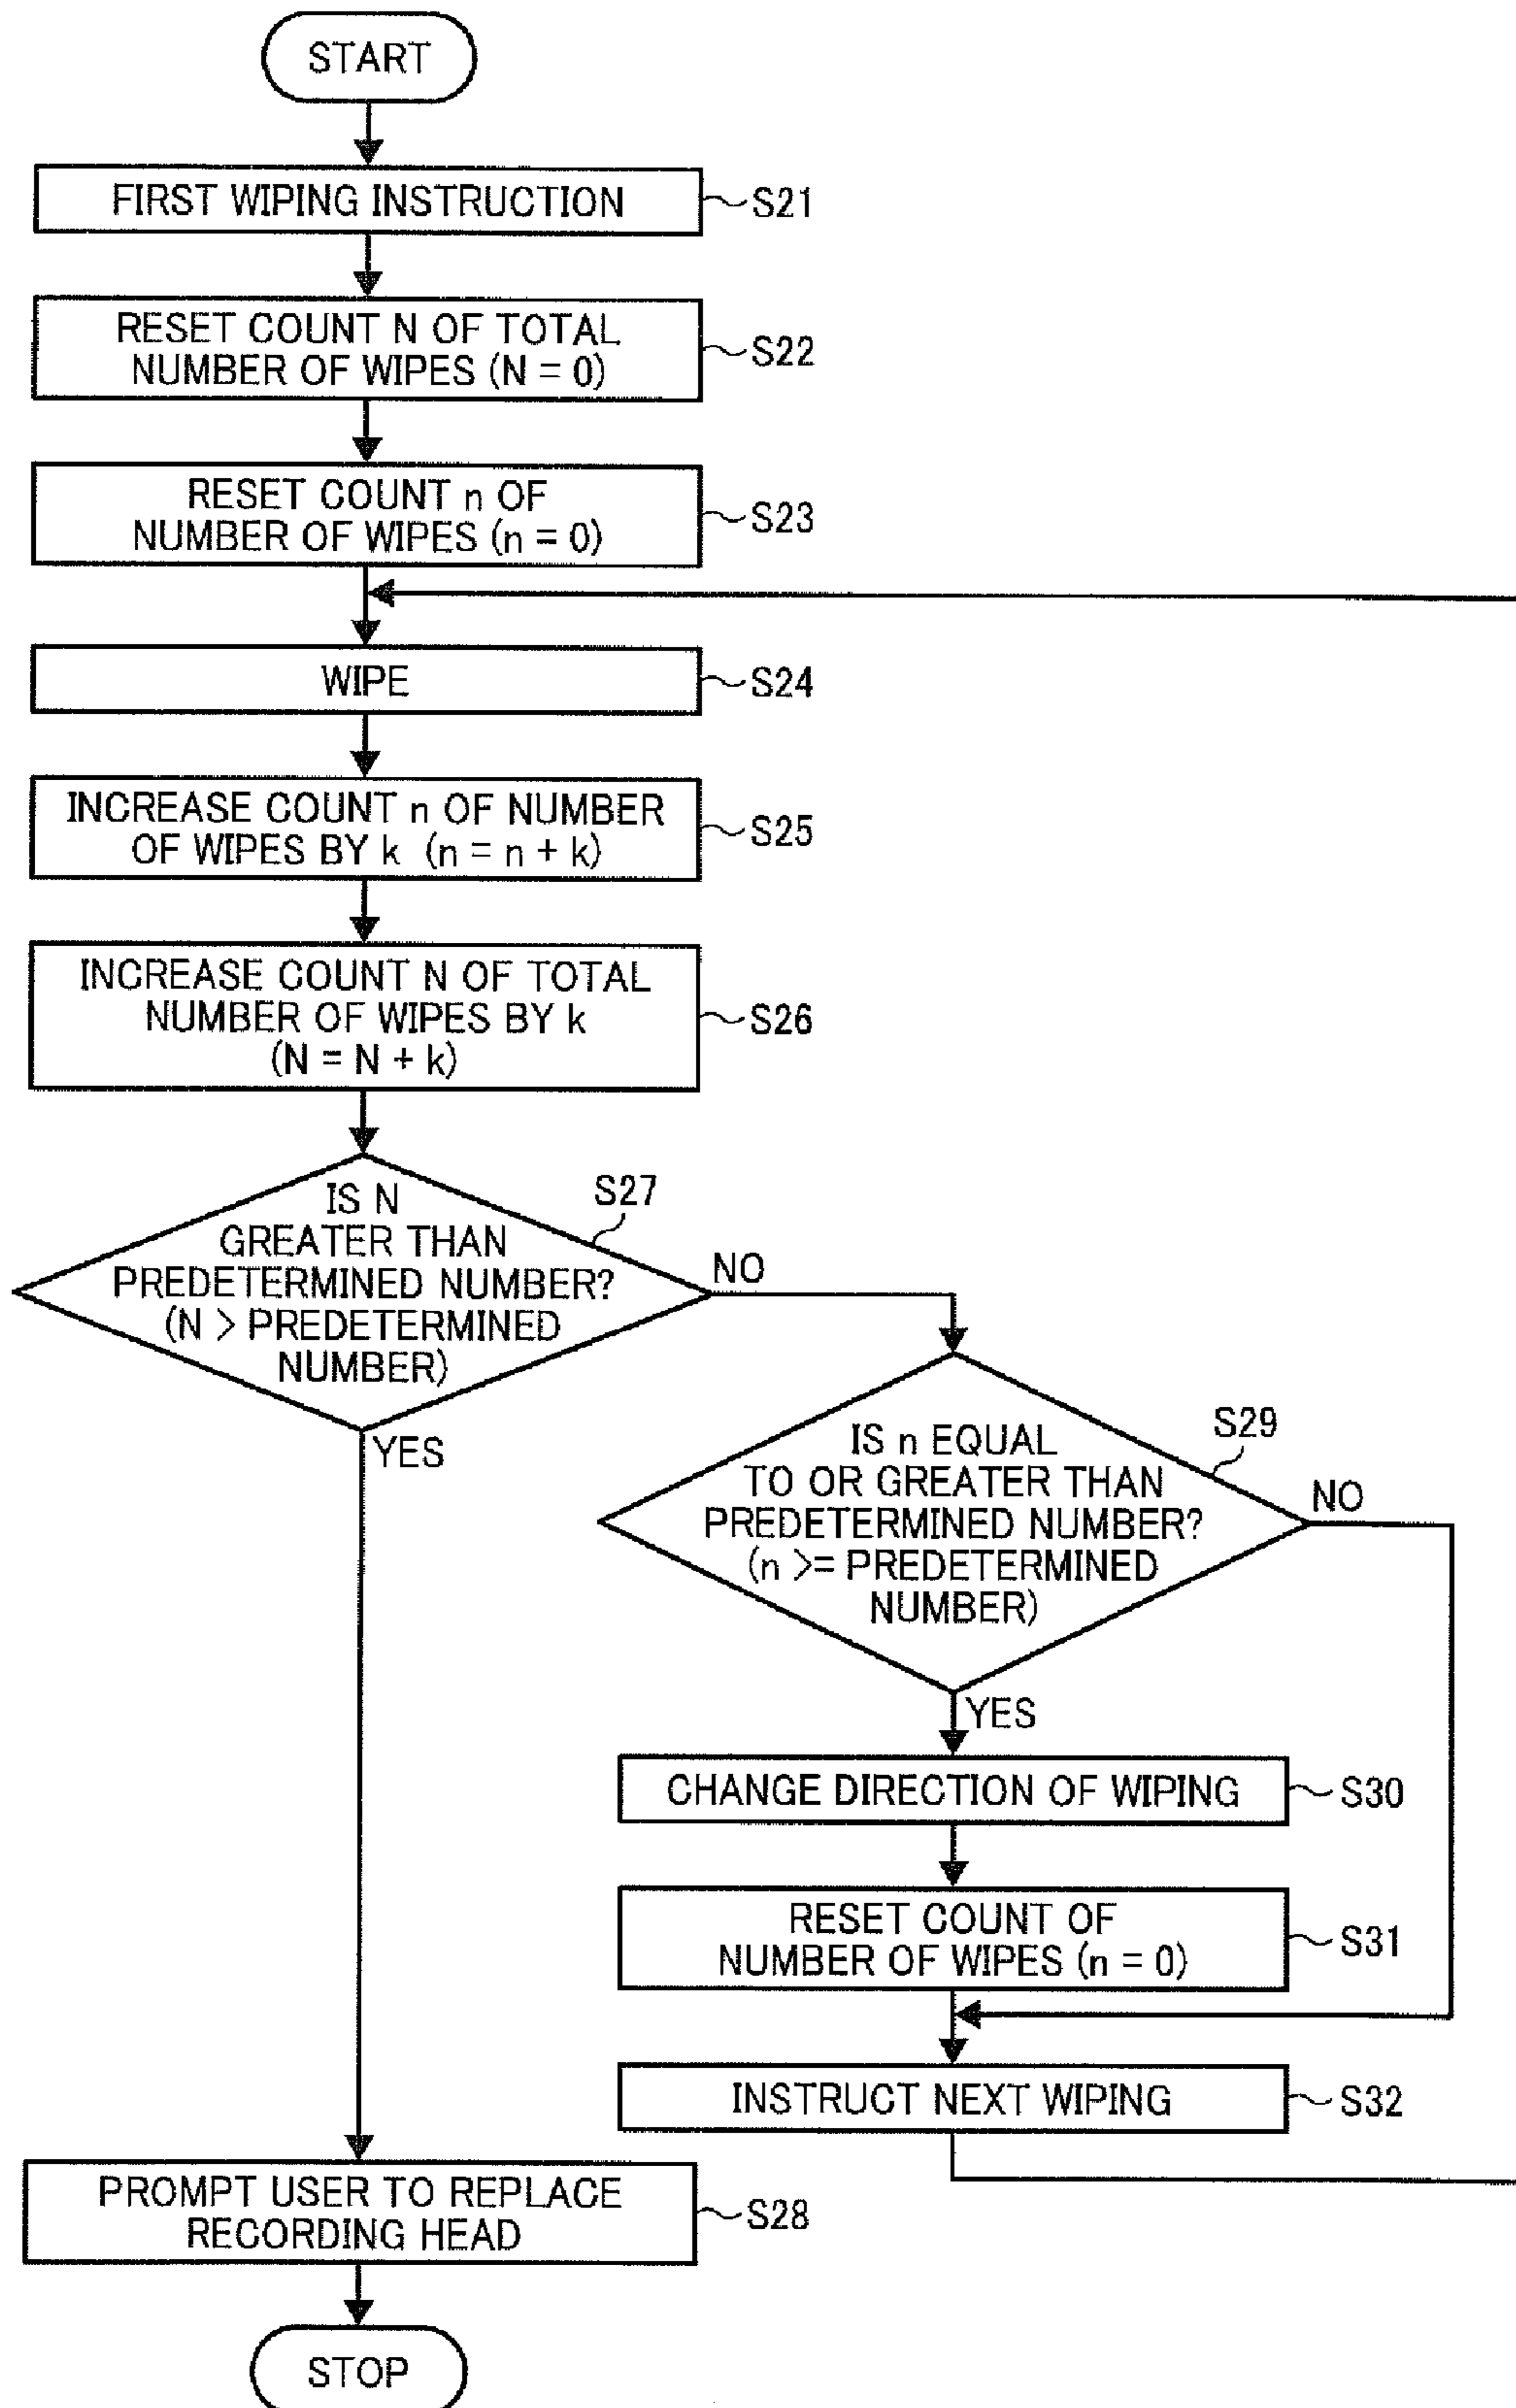 START
FIRST WIPING INSTRUCTION
S21
RESET COUNT N OF TOTAL
NUMBER OF WIPES (N = 0)
S22
RESET COUNT n OF
NUMBER OF WIPES (n = 0)
S23
WIPE
S24
INCREASE COUNT n OF NUMBER
OF WIPES BY k (n = n + k)
S25
INCREASE COUNT N OF TOTAL
NUMBER OF WIPES BY k
(N = N + k)
S26
IS N
GREATER THAN
PREDETERMINED NUMBER?
(N > PREDETERMINED
NUMBER)
S27
NO
YES
IS n EQUAL
TO OR GREATER THAN
PREDETERMINED NUMBER?
(n >= PREDETERMINED
NUMBER)
S29
NO
YES
CHANGE DIRECTION OF WIPING
S30
RESET COUNT OF
NUMBER OF WIPES (n = 0)
S31
INSTRUCT NEXT WIPING
S32
PROMPT USER TO REPLACE
RECORDING HEAD
S28
STOP